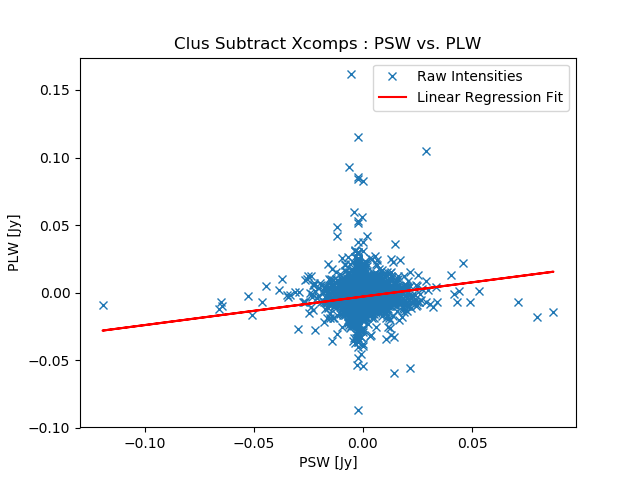 Clus Subtract Xcomps : PSW vs. PLW
Raw Intensities
Linear Regression Fit
0.15
0.10
0.05
0.00
−0.05
−0.10
PLW [Jy]
−0.10
−0.05
0.00
0.05
PSW [Jy]